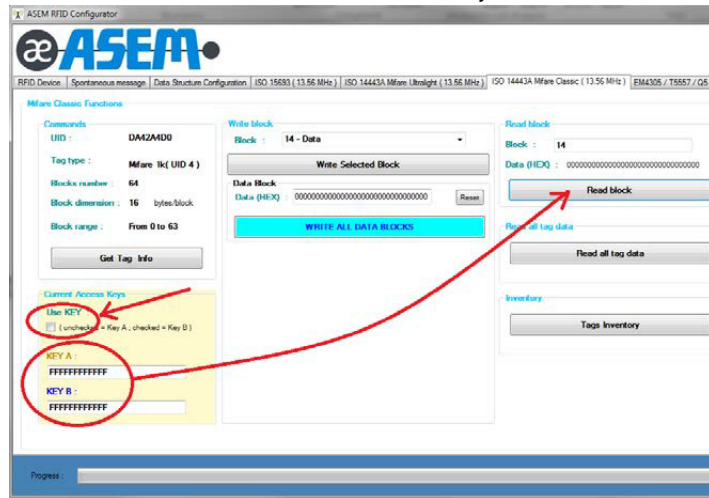 ASEM RFID Configurator
æ ASEM
RFID Device Spontaneous message Data Structure Configuration ISO 15693 ( 13.56 MHz ) ISO 14443A Mifare Ultralight ( 13.56 MHz ) ISO 14443A Mifare Classic ( 13.56 MHz ) EM4305 / T5557 / Q5
Mifare Classic Functions
Commands
UID : DA42A4D0
Tag type : Mifare 1k( UID 4 )
Blocks number : 64
Block dimension : 16 bytes/block
Block range : From 0 to 63
Get Tag Info
Current Access Keys
Use KEY
( unchecked = Key A ; checked = Key B )
KEY A :
FFFFFFFFFFFF
KEY B :
FFFFFFFFFFFF
Write block
Block : 14 - Data
Write Selected Block
Data Block
Data (HEX) : 00000000000000000000000000000000 Reset
WRITE ALL DATA BLOCKS
Read block
Block : 14
Data (HEX) : 00000000000000000000000000000000
Read block
Read all tag data
Read all tag data
Inventory
Tags Inventory
Progress :